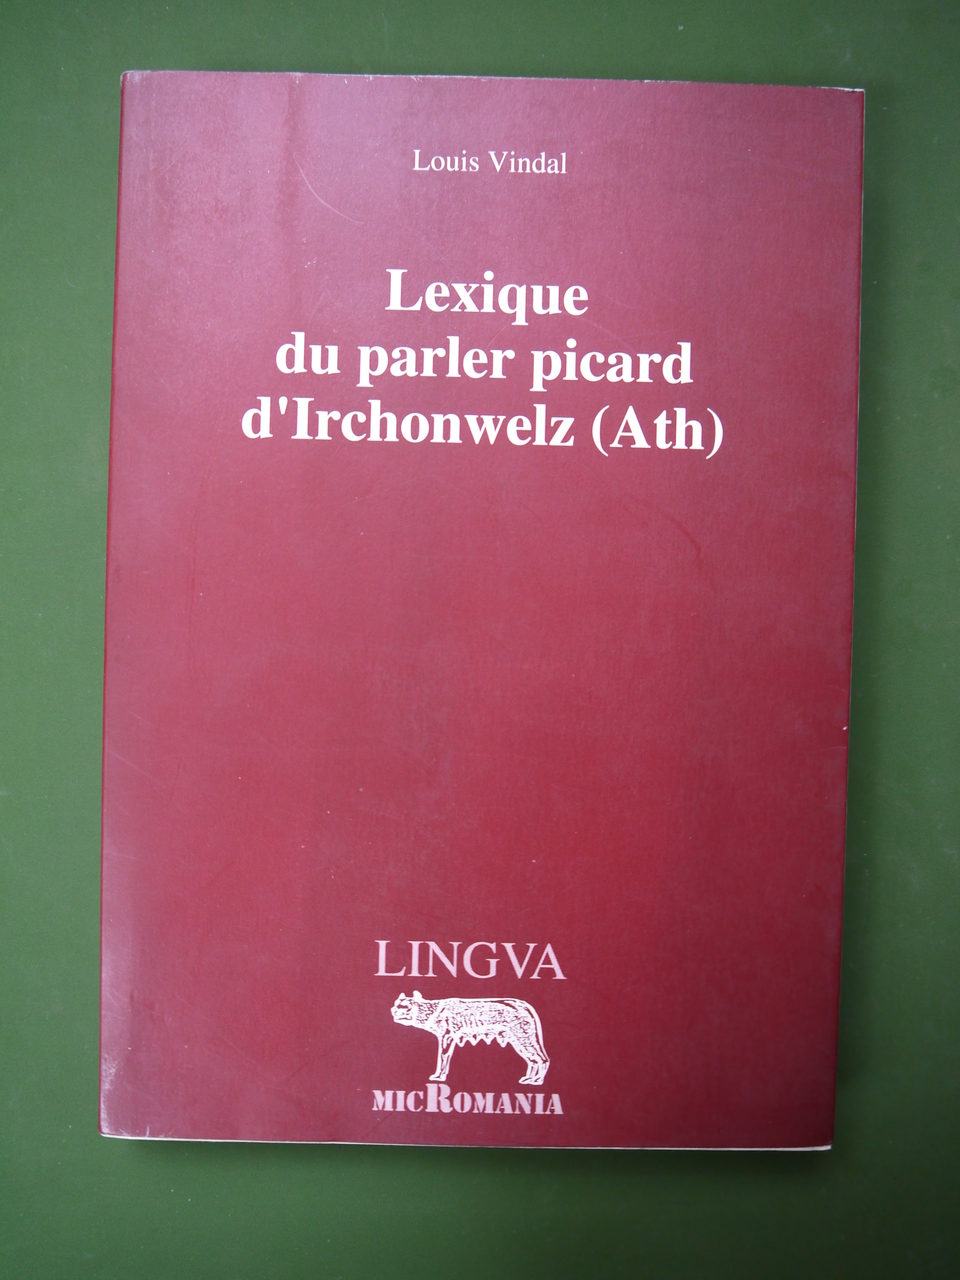 Louis Vindal
Lexique
du parler picard
d'Irchonwelz (Ath)
LINGVA
MICROMANIA